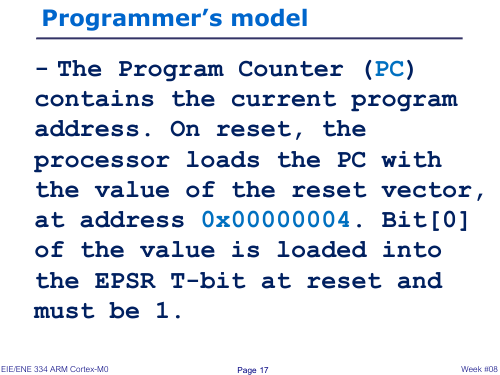 Programmer's model
– The Program Counter (PC)
contains the current program
address. On reset, the
processor loads the PC with
the value of the reset vector,
at address 0x00000004. Bit[0]
of the value is loaded into
the EPSR T-bit at reset and
must be 1.
EIE/ENE 334 ARM Cortex-M0 Page 17 Week #08